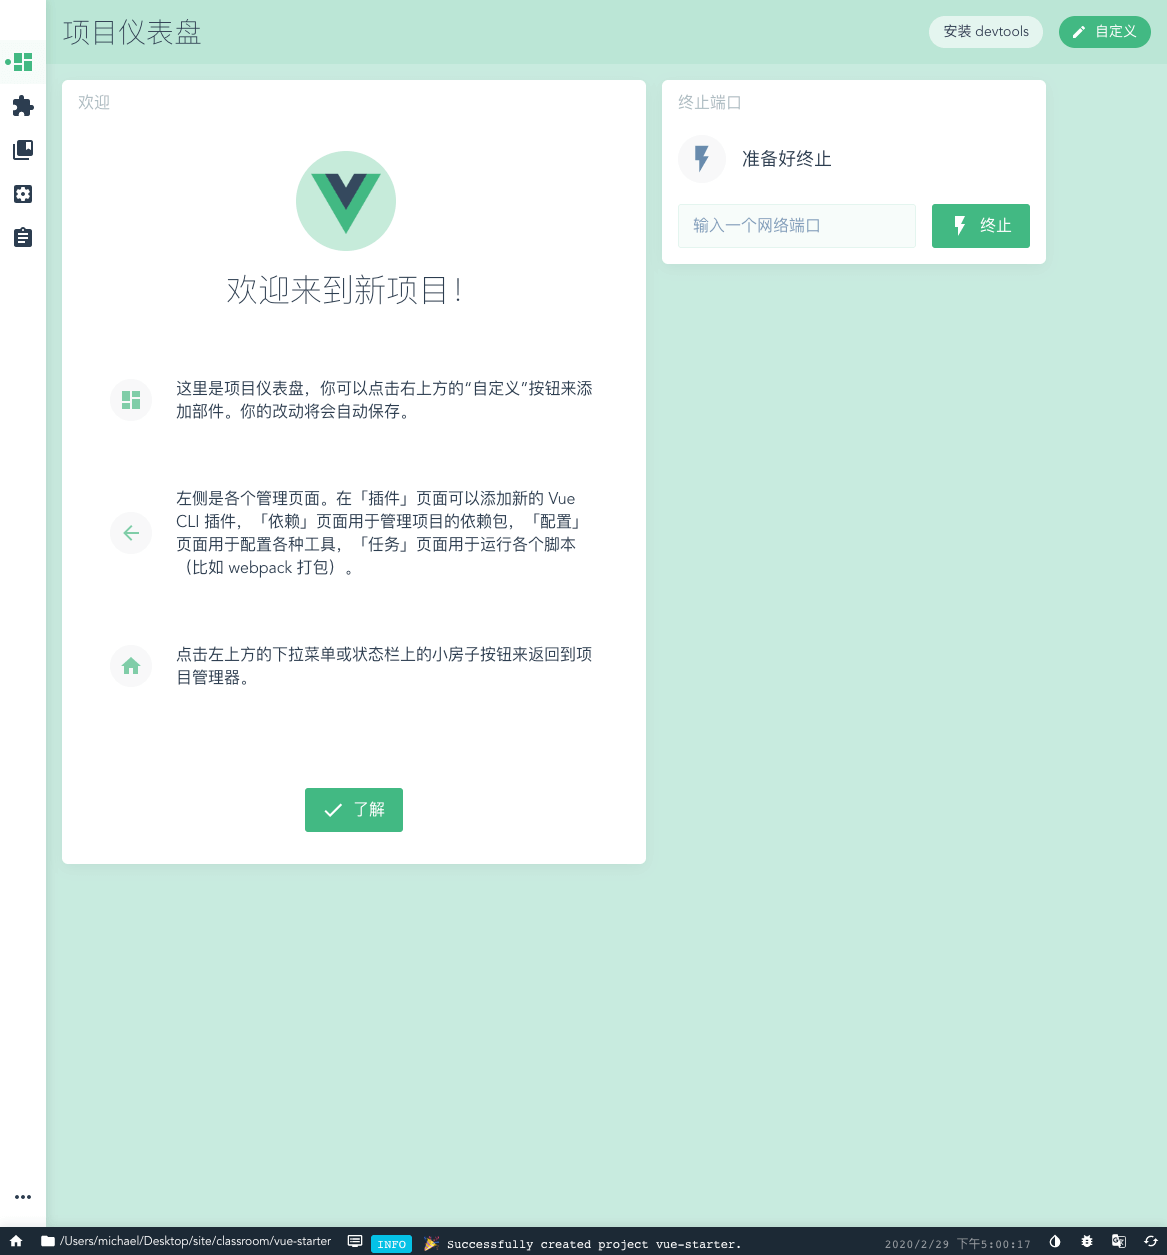 项目仪表盘
安装 devtools
自定义
欢迎
欢迎来到新项目！
这里是项目仪表盘，你可以点击右上方的“自定义”按钮来添
加部件。你的改动将会自动保存。
左侧是各个管理页面。在「插件」页面可以添加新的 Vue
CLI 插件，「依赖」页面用于管理项目的依赖包，「配置」
页面用于配置各种工具，「任务」页面用于运行各个脚本
（比如 webpack 打包）。
点击左上方的下拉菜单或状态栏上的小房子按钮来返回到项
目管理器。
了解
终止端口
准备好终止
输入一个网络端口
终止
/Users/michael/Desktop/site/classroom/vue-starter
INFO
🎉 Successfully created project vue-starter.
2020/2/29 下午5:00:17